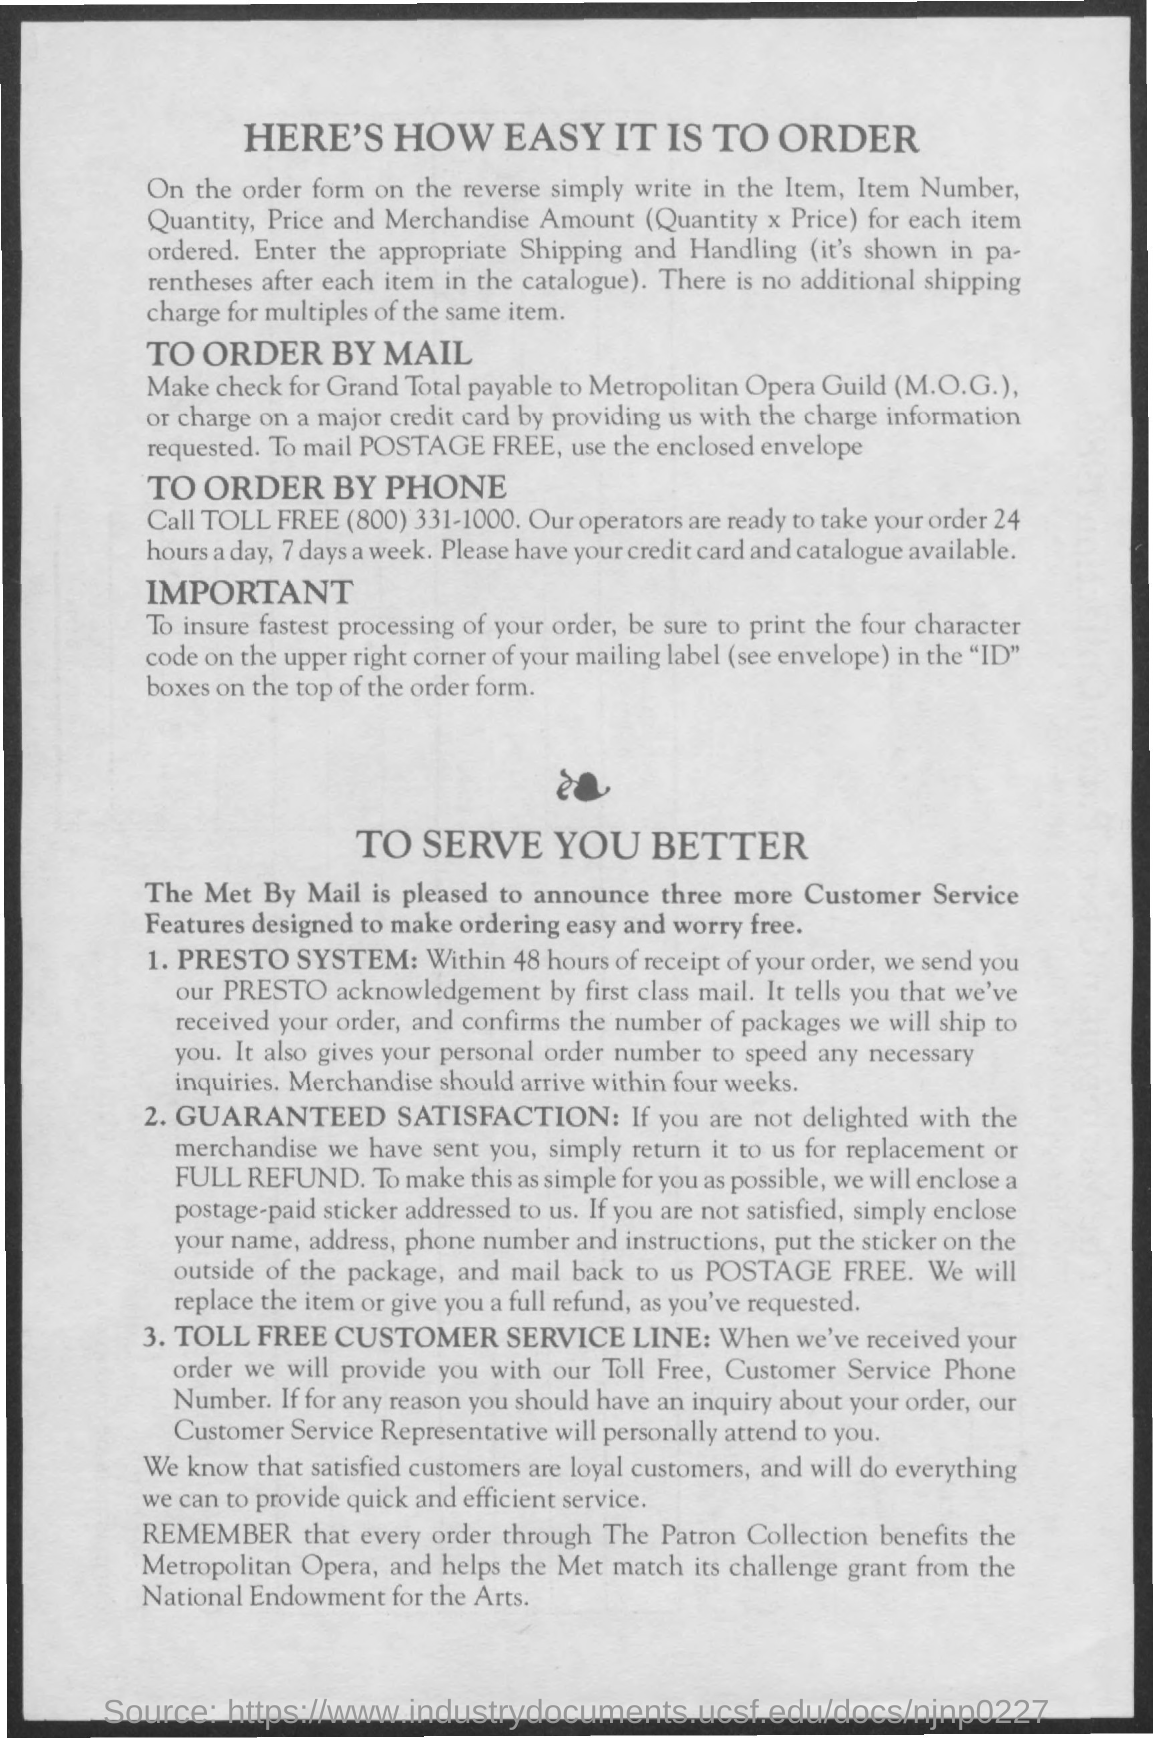 HERE'S HOW EASY IT IS TO ORDER
On the order form on the reverse simply write in the Item, Item Number,
Quantity, Price and Merchandise Amount (Quantity x Price) for each item
ordered. Enter the appropriate Shipping and Handling (it's shown in pa-
rentheses after each item in the catalogue). There is no additional shipping
charge for multiples of the same item.
TO ORDER BY MAIL
Make check for Grand Total payable to Metropolitan Opera Guild (M.O.G.),
or charge on a major credit card by providing us with the charge information
requested. To mail POSTAGE FREE, use the enclosed envelope
TO ORDER BY PHONE
Call TOLL FREE (800) 331-1000. Our operators are ready to take your order 24
hours a day, 7 days a week. Please have your credit card and catalogue available.
IMPORTANT
To insure fastest processing of your order, be sure to print the four character
code on the upper right corner of your mailing label (see envelope) in the "ID"
boxes on the top of the order form.
TO SERVE YOU BETTER
The Met By Mail is pleased to announce three more Customer Service
Features designed to make ordering easy and worry free.
1. PRESTO SYSTEM: Within 48 hours of receipt of your order, we send you
our PRESTO acknowledgement by first class mail. It tells you that we've
received your order, and confirms the number of packages we will ship to
you. It also gives your personal order number to speed any necessary
inquiries. Merchandise should arrive within four weeks.
2. GUARANTEED SATISFACTION: If you are not delighted with the
merchandise we have sent you, simply return it to us for replacement or
FULL REFUND. To make this as simple for you as possible, we will enclose a
postage-paid sticker addressed to us. If you are not satisfied, simply enclose
your name, address, phone number and instructions, put the sticker on the
outside of the package, and mail back to us POSTAGE FREE. We will
replace the item or give you a full refund, as you've requested.
3. TOLL FREE CUSTOMER SERVICE LINE: When we've received your
order we will provide you with our Toll Free, Customer Service Phone
Number. If for any reason you should have an inquiry about your order, our
Customer Service Representative will personally attend to you.
We know that satisfied customers are loyal customers, and will do everything
we can to provide quick and efficient service.
REMEMBER that every order through The Patron Collection benefits the
Metropolitan Opera, and helps the Met match its challenge grant from the
National Endowment for the Arts.
Source: https://www.industrydocuments.ucsf.edu/docs/njnp0227